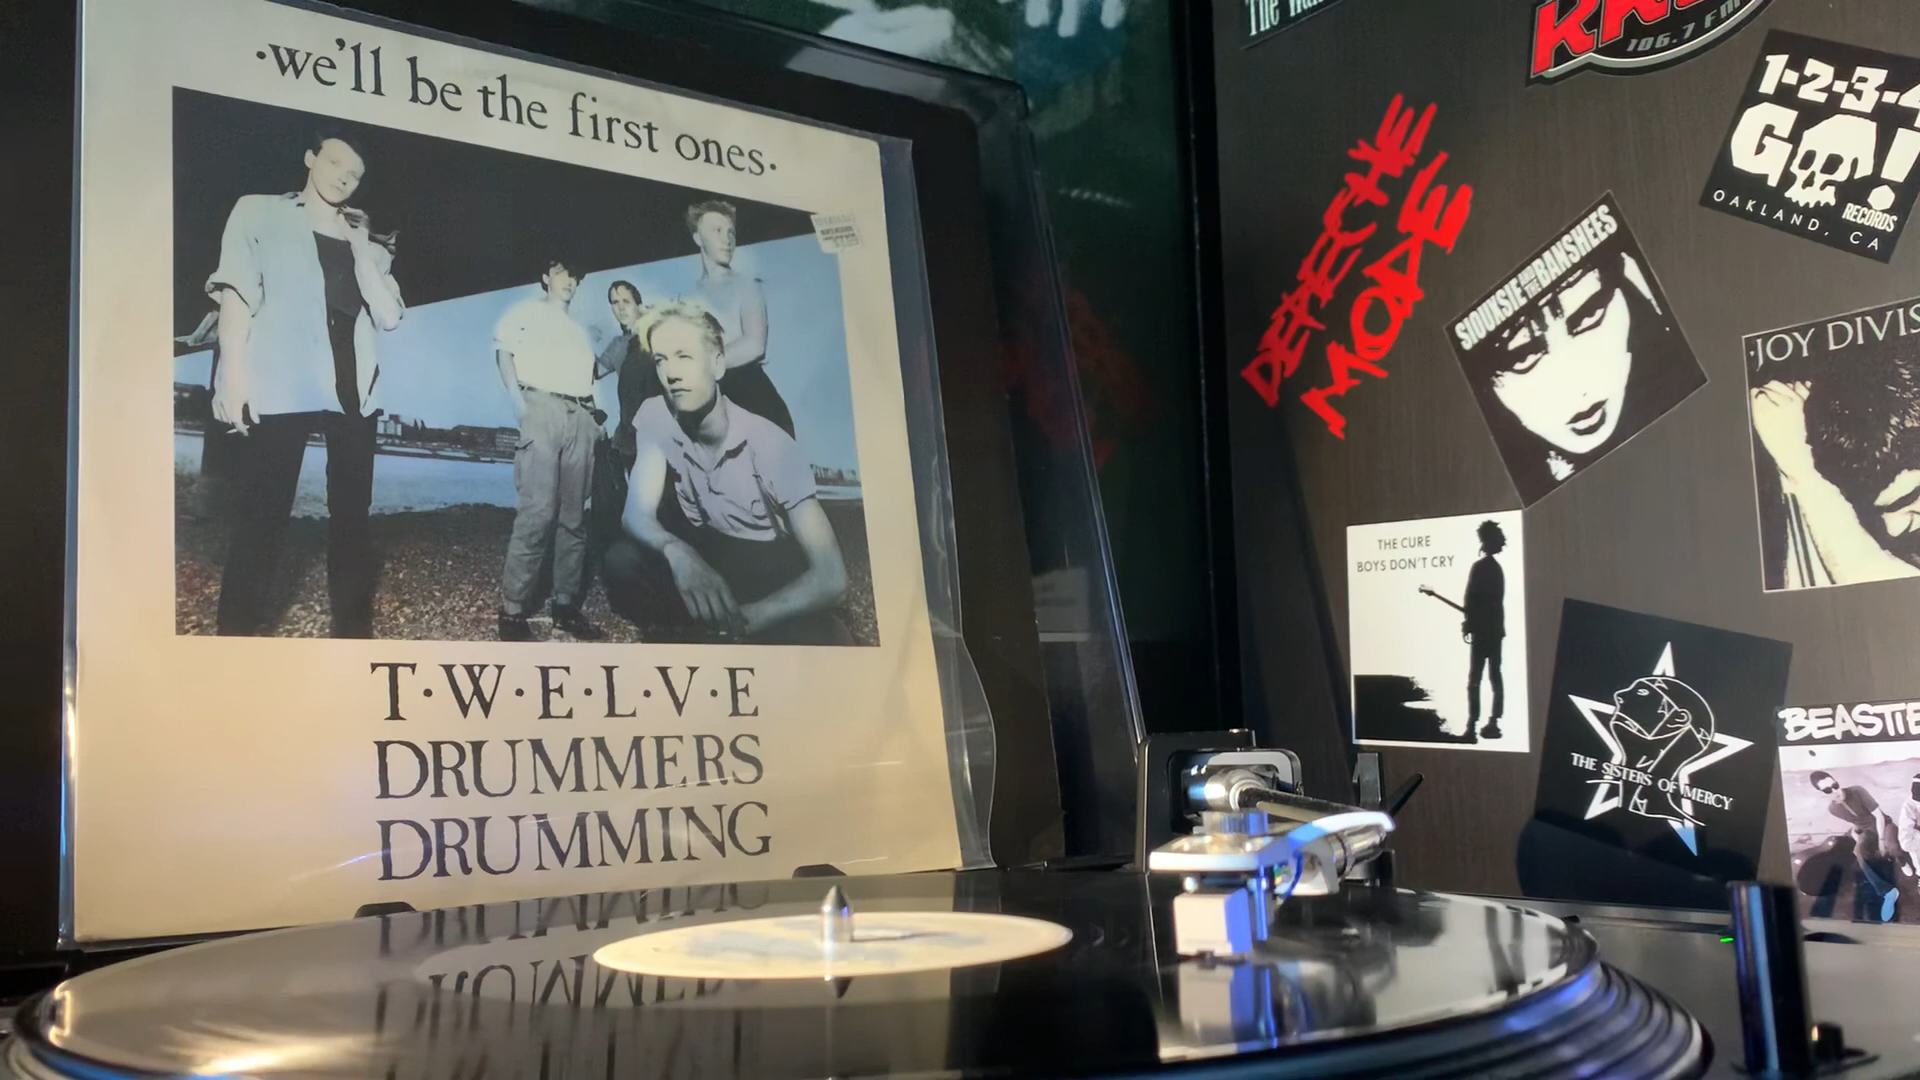 ·we'll be the first ones·
T·W·E·L·V·E
DRUMMERS
DRUMMING
The
106.7 FM
1-2-3-4
GO!
RECORDS
OAKLAND, CA
DEPECHE
MODE
SIOUXSIE AND THE BANSHEES
JOY DIVIS
THE CURE
BOYS DON'T CRY
THE SISTERS OF MERCY
BEASTIE